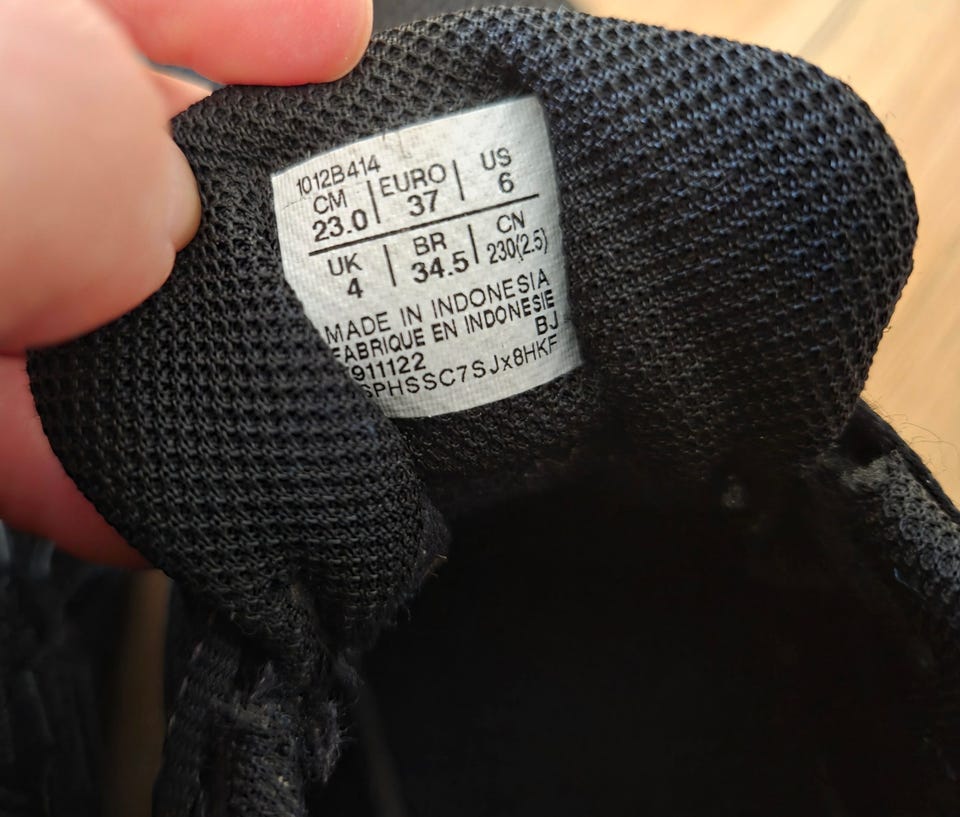 1012B414
CM | EURO | US
23.0 37 6
UK | BR | CN
4 34.5 230(2.5)
MADE IN INDONESIA
FABRIQUE EN INDONESIE
911122 BJ
SPHSSC7SJx8HKF